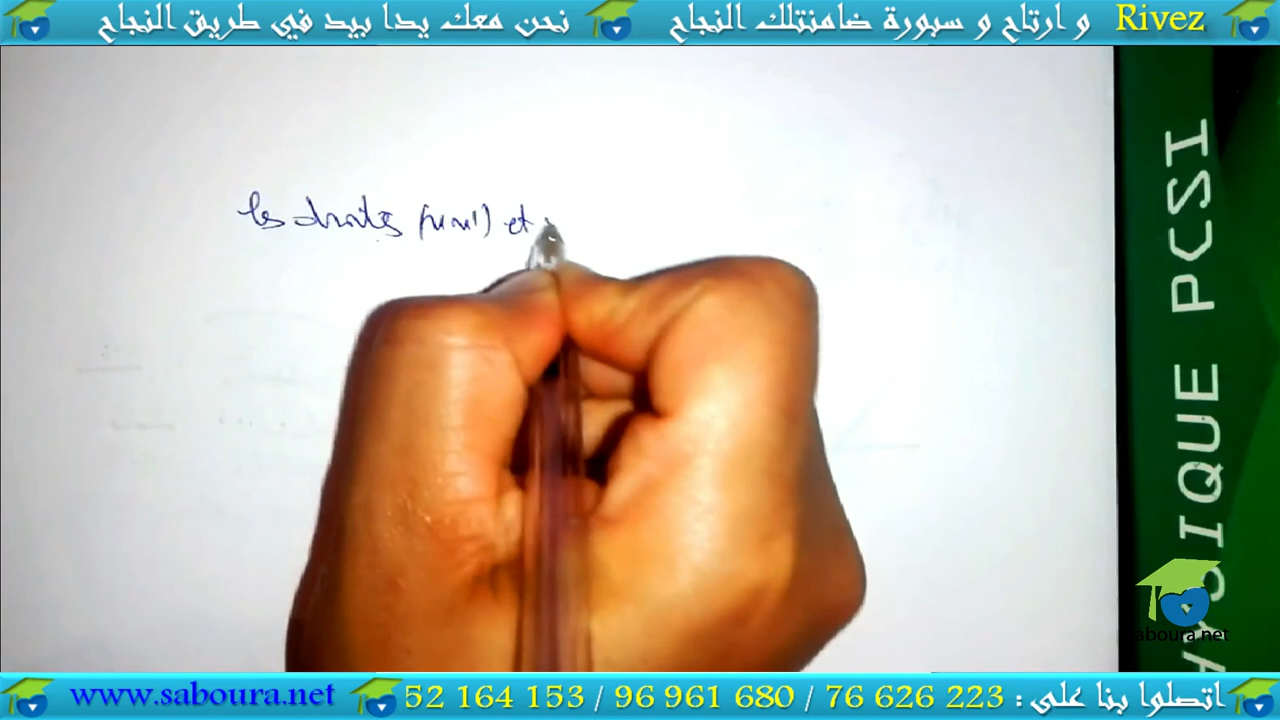 Rivez و ارتاح و سبورة ضامنتلك النجاح نحن معك يدا بيد في طريق النجاح
les droites (MM') et
PHYSIQUE PCSI
saboura.net
www.saboura.net 52 164 153 / 96 961 680 / 76 626 223 : اتصلوا بنا على